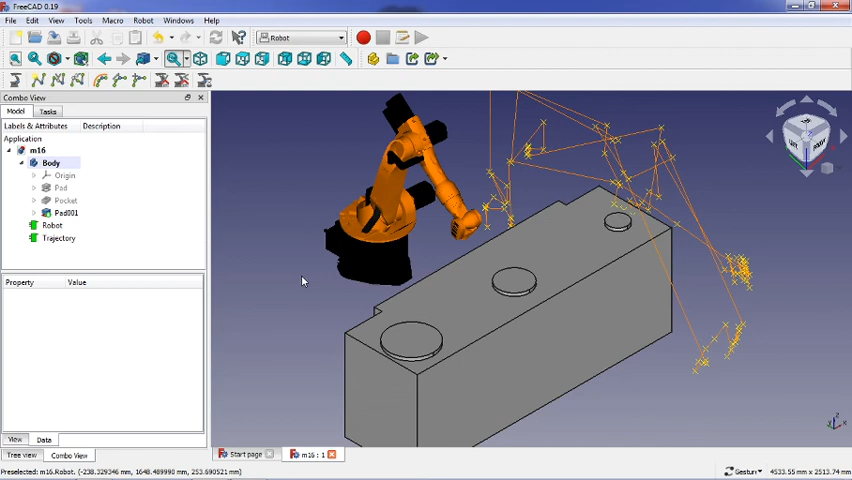 FreeCAD 0.19
File Edit View Tools Macro Robot Windows Help
Robot
Combo View
Model Tasks
Labels & Attributes Description
Application
m16
Body
Origin
Pad
Pocket
Pad001
Robot
Trajectory
Property Value
View Data
Tree view Combo View
Start page m16 : 1
Preselected: m16.Robot. (-238.329346 mm, 1648.489990 mm, 253.690521 mm)
Gestur 4533.55 mm x 2513.74 mm